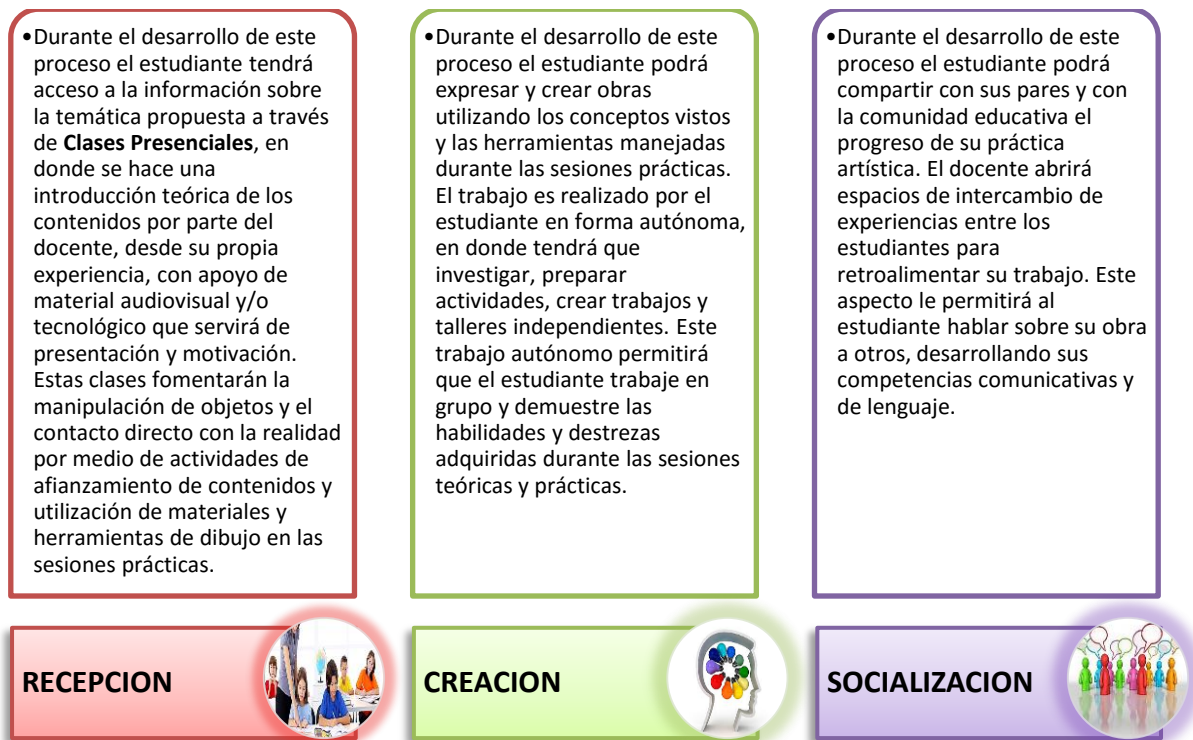 •Durante el desarrollo de este
proceso el estudiante tendrá
acceso a la información sobre
la temática propuesta a través
de Clases Presenciales, en
donde se hace una
introducción teórica de los
contenidos por parte del
docente, desde su propia
experiencia, con apoyo de
material audiovisual y/o
tecnológico que servirá de
presentación y motivación.
Estas clases fomentarán la
manipulación de objetos y el
contacto directo con la realidad
por medio de actividades de
afianzamiento de contenidos y
utilización de materiales y
herramientas de dibujo en las
sesiones prácticas.
RECEPCION
•Durante el desarrollo de este
proceso el estudiante podrá
expresar y crear obras
utilizando los conceptos vistos
y las herramientas manejadas
durante las sesiones prácticas.
El trabajo es realizado por el
estudiante en forma autónoma,
en donde tendrá que
investigar, preparar
actividades, crear trabajos y
talleres independientes. Este
trabajo autónomo permitirá
que el estudiante trabaje en
grupo y demuestre las
habilidades y destrezas
adquiridas durante las sesiones
teóricas y prácticas.
CREACION
•Durante el desarrollo de este
proceso el estudiante podrá
compartir con sus pares y con
la comunidad educativa el
progreso de su práctica
artística. El docente abrirá
espacios de intercambio de
experiencias entre los
estudiantes para
retroalimentar su trabajo. Este
aspecto le permitirá al
estudiante hablar sobre su obra
a otros, desarrollando sus
competencias comunicativas y
de lenguaje.
SOCIALIZACION